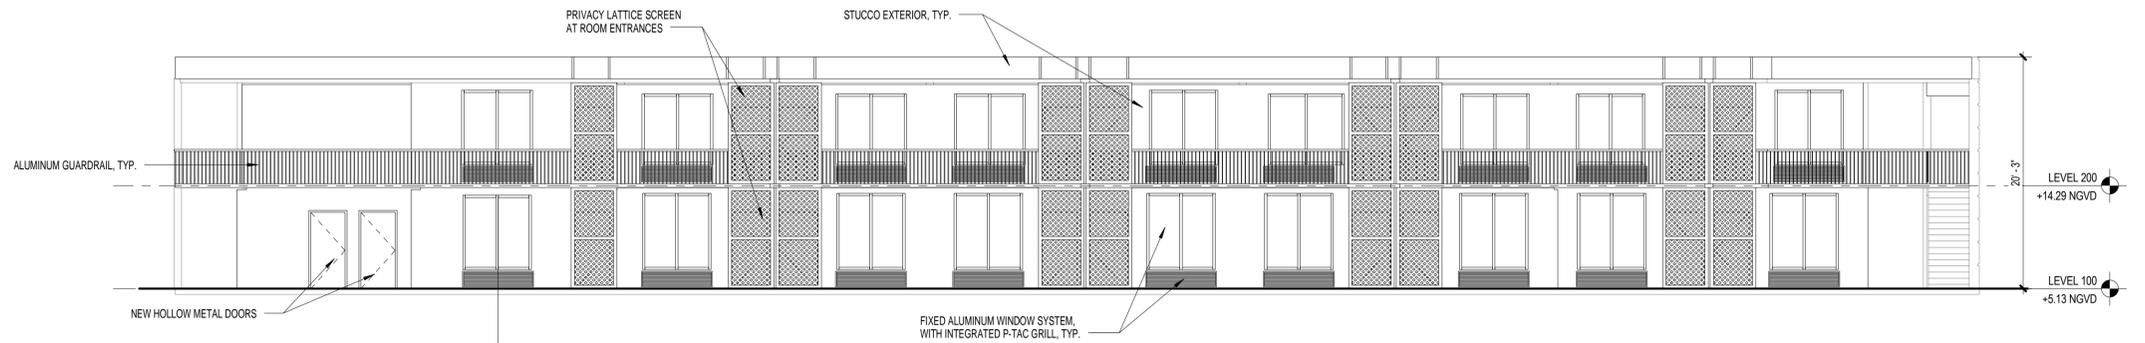 PRIVACY LATTICE SCREEN
AT ROOM ENTRANCES
STUCCO EXTERIOR, TYP.
ALUMINUM GUARDRAIL, TYP.
20' - 3"
LEVEL 200
+14.29 NGVD
LEVEL 100
+5.13 NGVD
NEW HOLLOW METAL DOORS
FIXED ALUMINUM WINDOW SYSTEM,
WITH INTEGRATED P-TAC GRILL, TYP.